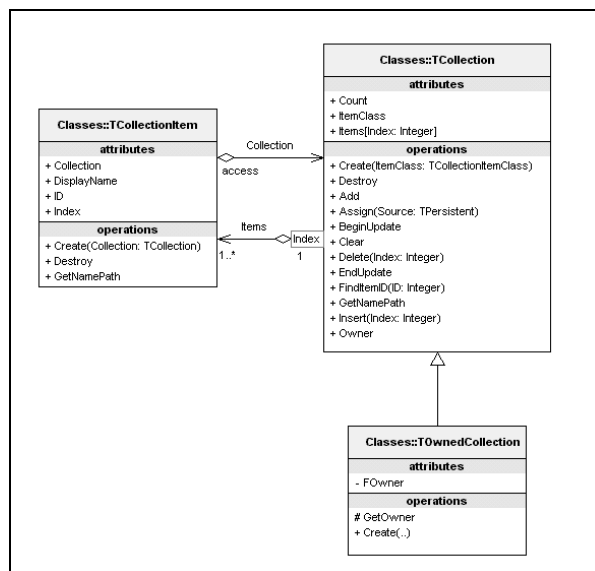 Classes::TCollection
attributes
+ Count
+ ItemClass
+ Items[Index: Integer]
operations
+ Create(ItemClass: TCollectionItemClass)
+ Destroy
+ Add
+ Assign(Source: TPersistent)
+ BeginUpdate
+ Clear
+ Delete(Index: Integer)
+ EndUpdate
+ FindItemID(ID: Integer)
+ GetNamePath
+ Insert(Index: Integer)
+ Owner
Classes::TCollectionItem
attributes
+ Collection
+ DisplayName
+ ID
+ Index
operations
+ Create(Collection: TCollection)
+ Destroy
+ GetNamePath
Collection
access
Items
Index
1..*
1
Classes::TOwnedCollection
attributes
- FOwner
operations
# GetOwner
+ Create(..)